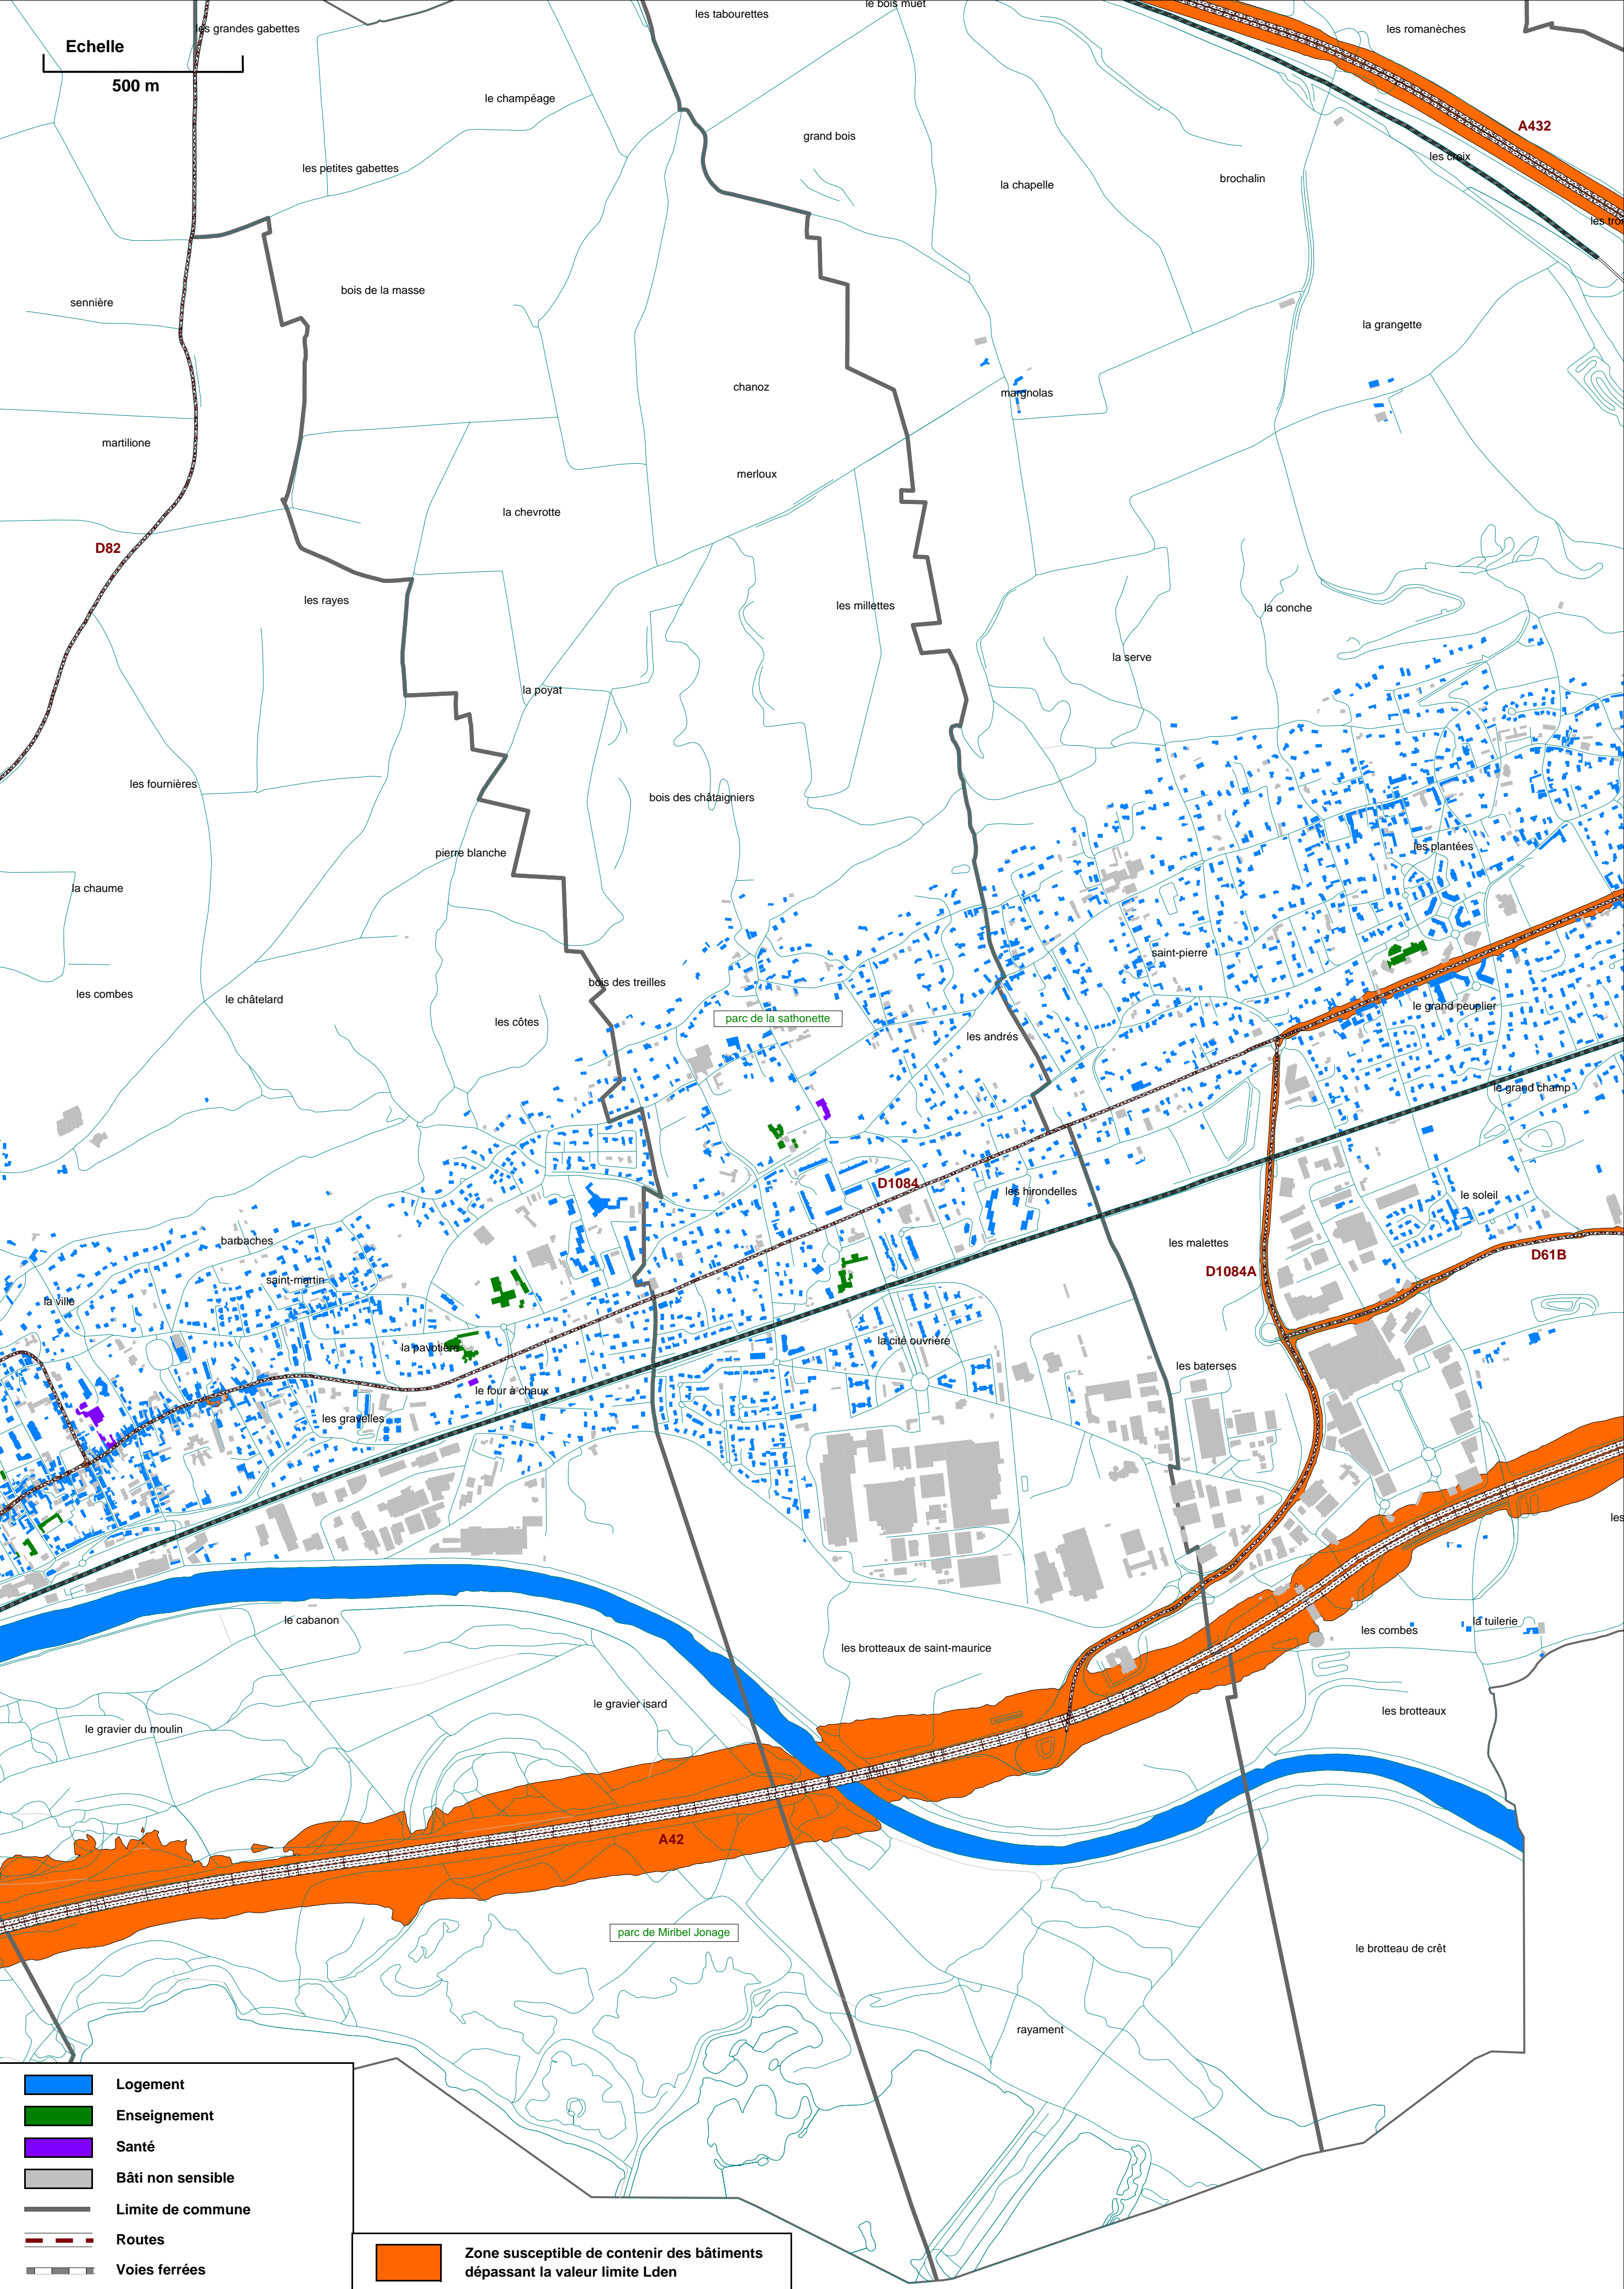 le bois muet
les tabourettes
les grandes gabettes
les romanèches
Echelle
500 m
le champéage
A432
grand bois
les croix
les petites gabettes
brochalin
la chapelle
bois de la masse
sennière
la grangette
chanoz
margnolas
martilione
merloux
la chevrotte
D82
les rayes
les millettes
la conche
la serve
la poyat
les fournières
bois des châtaigniers
les plantées
pierre blanche
la chaume
saint-pierre
bois des treilles
les combes
le châtelard
le grand peuplier
parc de la sathonette
les côtes
les andrés
le grand champ
D1084
les hirondelles
le soleil
barbaches
les malettes
D61B
D1084A
saint-martin
la ville
la cité ouvrière
la pavotière
les baterses
le four à chaux
les gravelles
les
le cabanon
la tuilerie
les combes
les brotteaux de saint-maurice
le gravier isard
les brotteaux
le gravier du moulin
A42
parc de Miribel Jonage
le brotteau de crêt
rayament
Logement
Enseignement
Santé
Bâti non sensible
Limite de commune
Routes
Voies ferrées
Zone susceptible de contenir des bâtiments
dépassant la valeur limite Lden